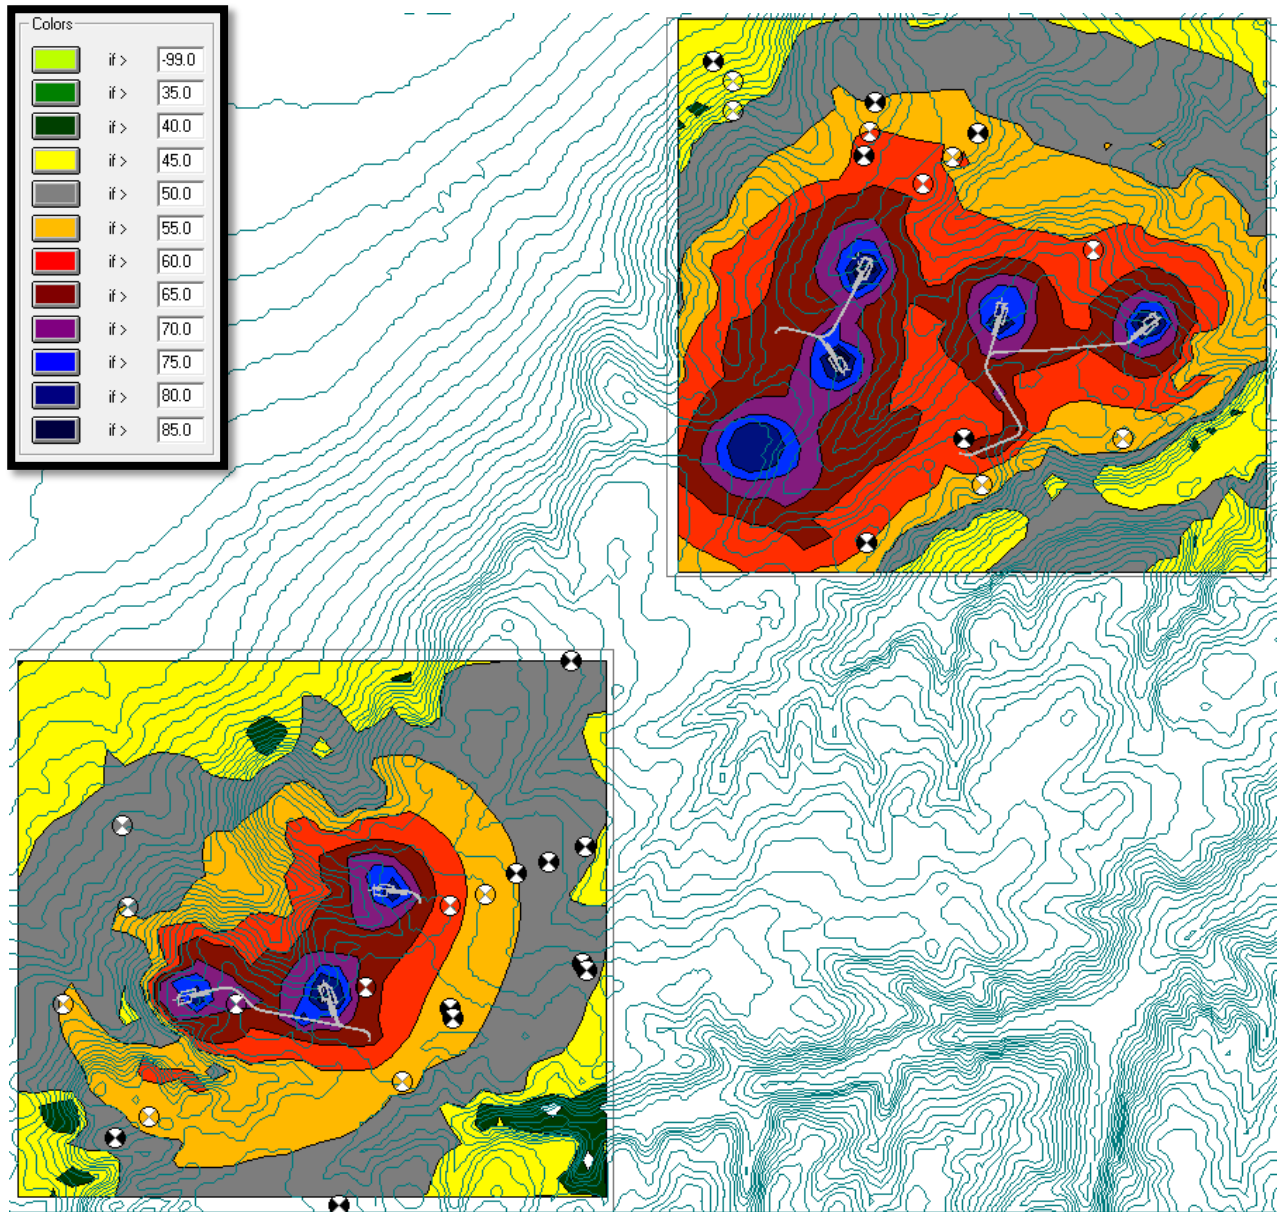 Colors
if > -99.0
if > 35.0
if > 40.0
if > 45.0
if > 50.0
if > 55.0
if > 60.0
if > 65.0
if > 70.0
if > 75.0
if > 80.0
if > 85.0